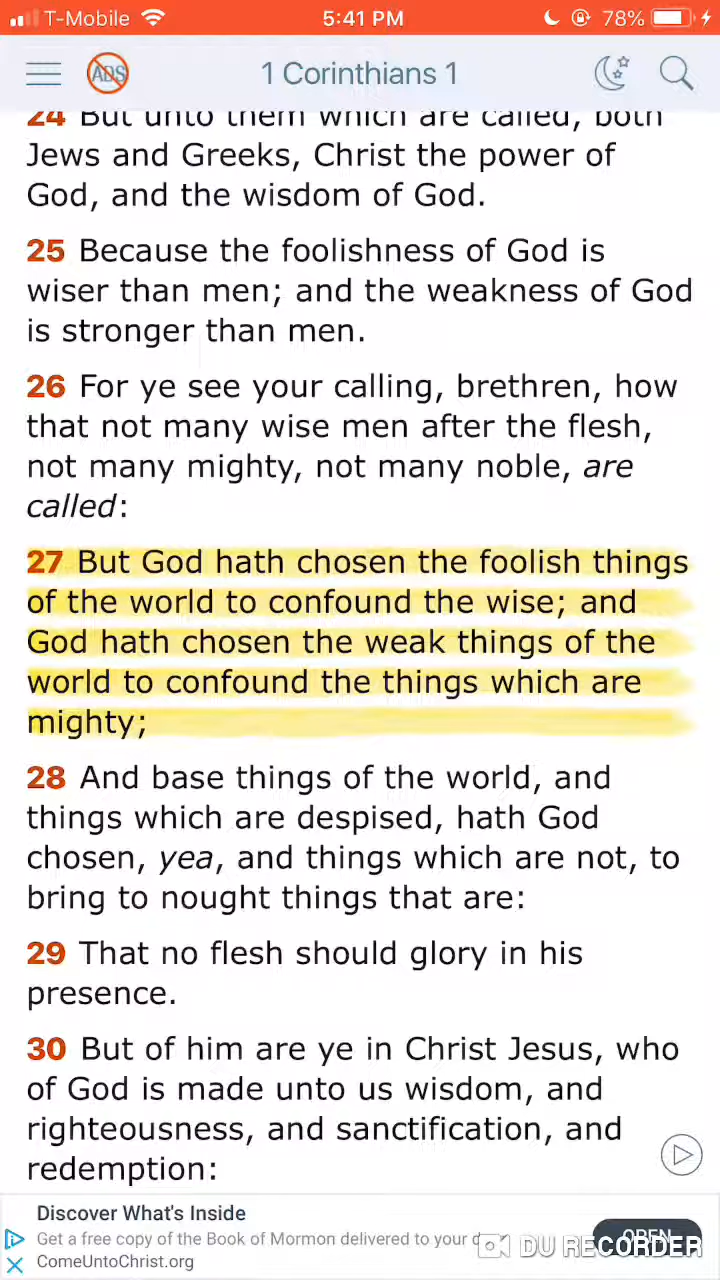 T-Mobile 5:41 PM 78%
ADS 1 Corinthians 1
24 But unto them which are called, both
Jews and Greeks, Christ the power of
God, and the wisdom of God.
25 Because the foolishness of God is
wiser than men; and the weakness of God
is stronger than men.
26 For ye see your calling, brethren, how
that not many wise men after the flesh,
not many mighty, not many noble, are
called:
27 But God hath chosen the foolish things
of the world to confound the wise; and
God hath chosen the weak things of the
world to confound the things which are
mighty;
28 And base things of the world, and
things which are despised, hath God
chosen, yea, and things which are not, to
bring to nought things that are:
29 That no flesh should glory in his
presence.
30 But of him are ye in Christ Jesus, who
of God is made unto us wisdom, and
righteousness, and sanctification, and
redemption:
Discover What's Inside
Get a free copy of the Book of Mormon delivered to your
OPEN
DU RECORDER
ComeUntoChrist.org